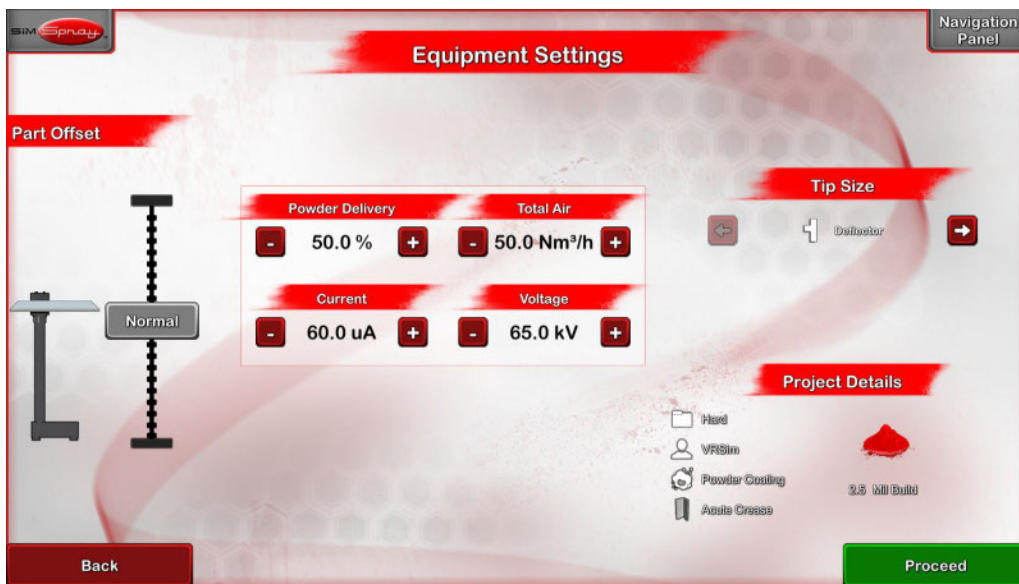 SIM Spray
Navigation
Panel
Equipment Settings
Part Offset
Tip Size
Powder Delivery
Total Air
- 50.0 % +
- 50.0 Nm³/h +
Deflector
Normal
Current
Voltage
- 60.0 uA +
- 65.0 kV +
Project Details
Hard
VRSim
Powder Coating
2.5 Mil Build
Acute Crease
Back
Proceed